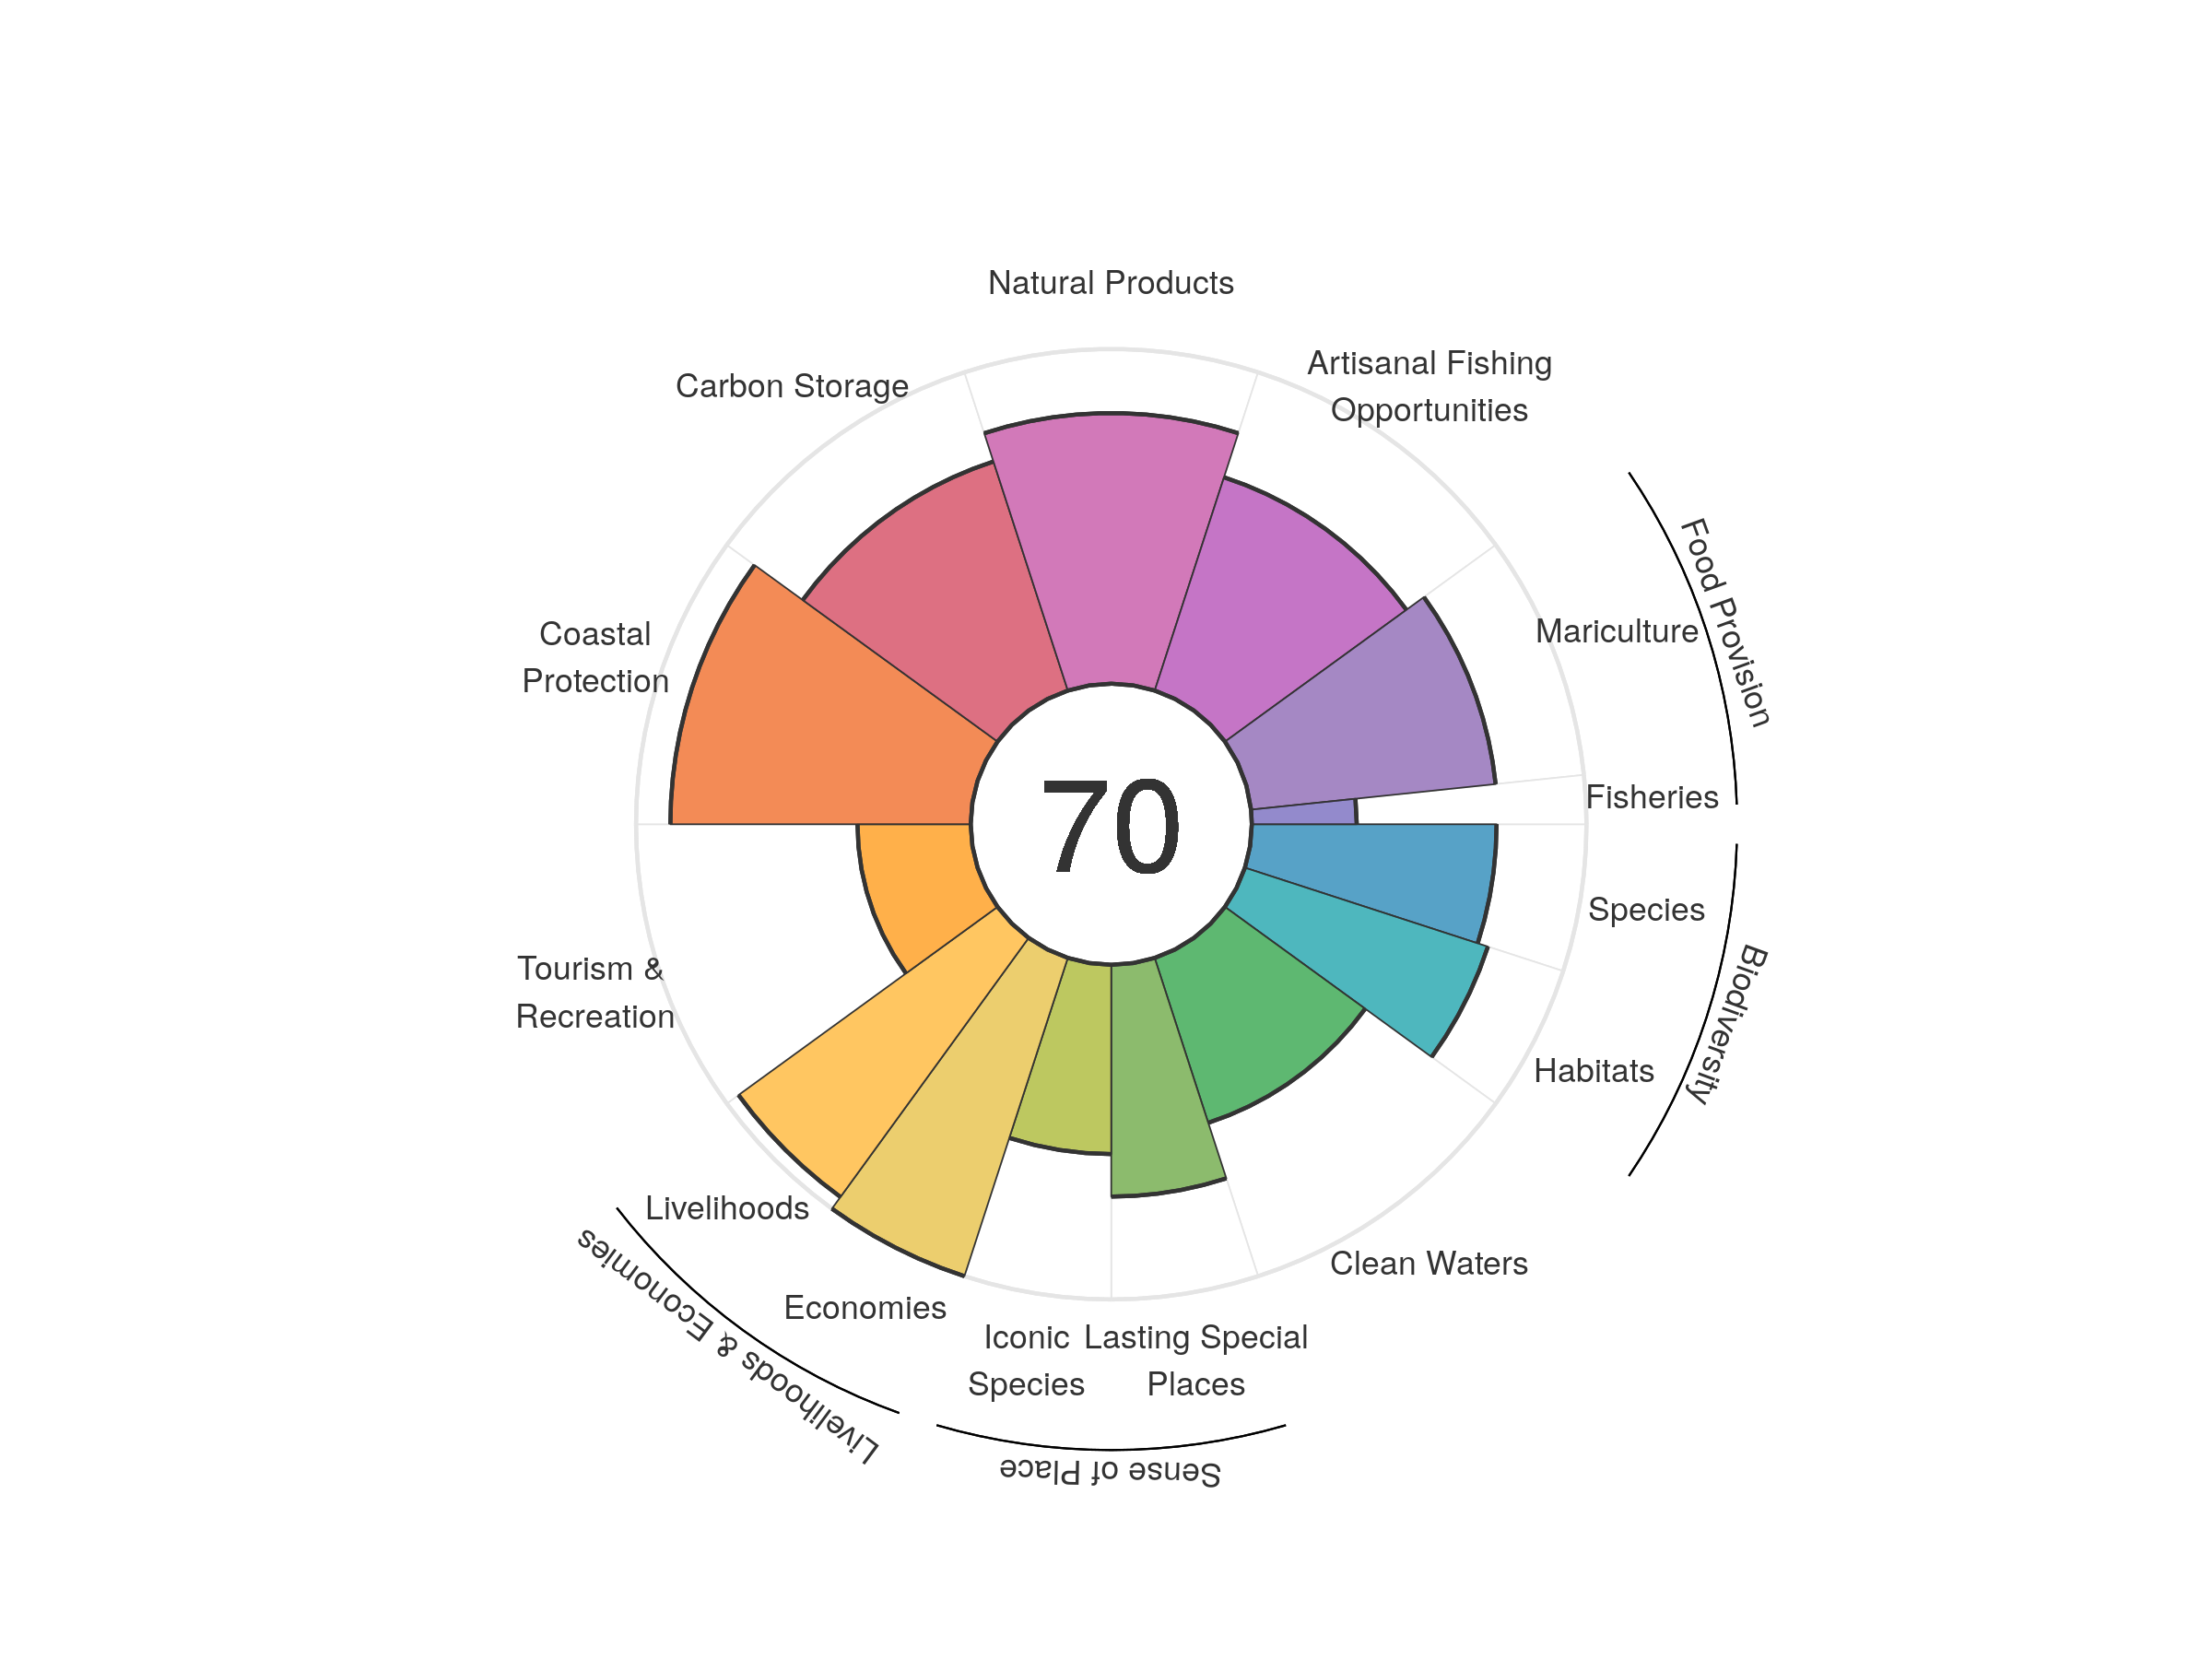 Natural Products
Artisanal Fishing
Opportunities
Carbon Storage
Food Provision
Mariculture
Coastal
Protection
70
Fisheries
Species
Biodiversity
Tourism &
Recreation
Habitats
Livelihoods
Clean Waters
Economies
Livelihoods & Economies
Iconic
Species
Lasting Special
Places
Sense of Place